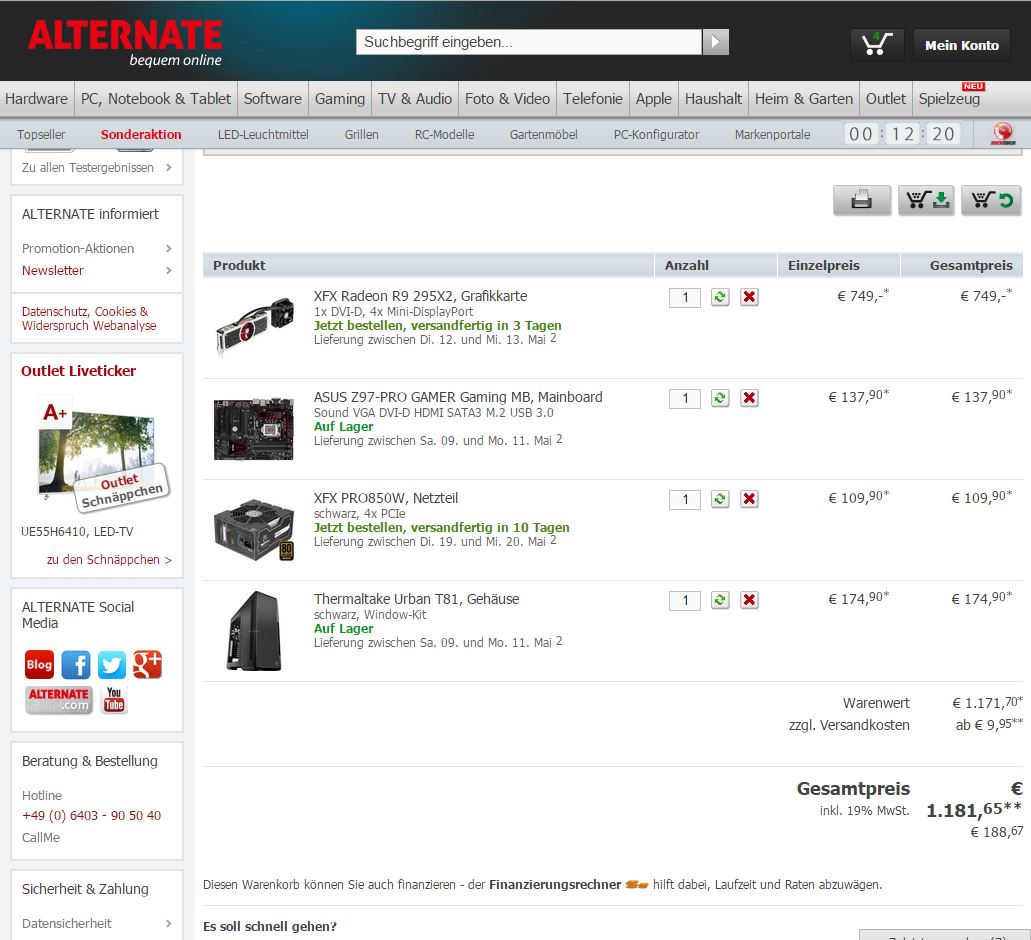 ALTERNATE
bequem online
Suchbegriff eingeben...
4
Mein Konto
Hardware PC, Notebook & Tablet Software Gaming TV & Audio Foto & Video Telefonie Apple Haushalt Heim & Garten Outlet Spielzeug NEU
Topseller Sonderaktion LED-Leuchtmittel Grillen RC-Modelle Gartenmöbel PC-Konfigurator Markenportale 00 : 12 : 20
Zu allen Testergebnissen
ALTERNATE informiert
Promotion-Aktionen
Newsletter
Datenschutz, Cookies &
Widerspruch Webanalyse
Outlet Liveticker
A+
Outlet
Schnäppchen
UE55H6410, LED-TV
zu den Schnäppchen >
ALTERNATE Social
Media
Blog
ALTERNATE
.com
You
Tube
Beratung & Bestellung
Hotline
+49 (0) 6403 - 90 50 40
CallMe
Sicherheit & Zahlung
Datensicherheit
Produkt Anzahl Einzelpreis Gesamtpreis
XFX Radeon R9 295X2, Grafikkarte 1 € 749,-* € 749,-*
1x DVI-D, 4x Mini-DisplayPort
Jetzt bestellen, versandfertig in 3 Tagen
Lieferung zwischen Di. 12. und Mi. 13. Mai 2
ASUS Z97-PRO GAMER Gaming MB, Mainboard 1 € 137,90* € 137,90*
Sound VGA DVI-D HDMI SATA3 M.2 USB 3.0
Auf Lager
Lieferung zwischen Sa. 09. und Mo. 11. Mai 2
XFX PRO850W, Netzteil 1 € 109,90* € 109,90*
schwarz, 4x PCIe
Jetzt bestellen, versandfertig in 10 Tagen
Lieferung zwischen Di. 19. und Mi. 20. Mai 2
Thermaltake Urban T81, Gehäuse 1 € 174,90* € 174,90*
schwarz, Window-Kit
Auf Lager
Lieferung zwischen Sa. 09. und Mo. 11. Mai 2
Warenwert € 1.171,70*
zzgl. Versandkosten ab € 9,95**
Gesamtpreis €
inkl. 19% MwSt. 1.181,65**
€ 188,67
Diesen Warenkorb können Sie auch finanzieren - der Finanzierungsrechner hilft dabei, Laufzeit und Raten abzuwägen.
Es soll schnell gehen?